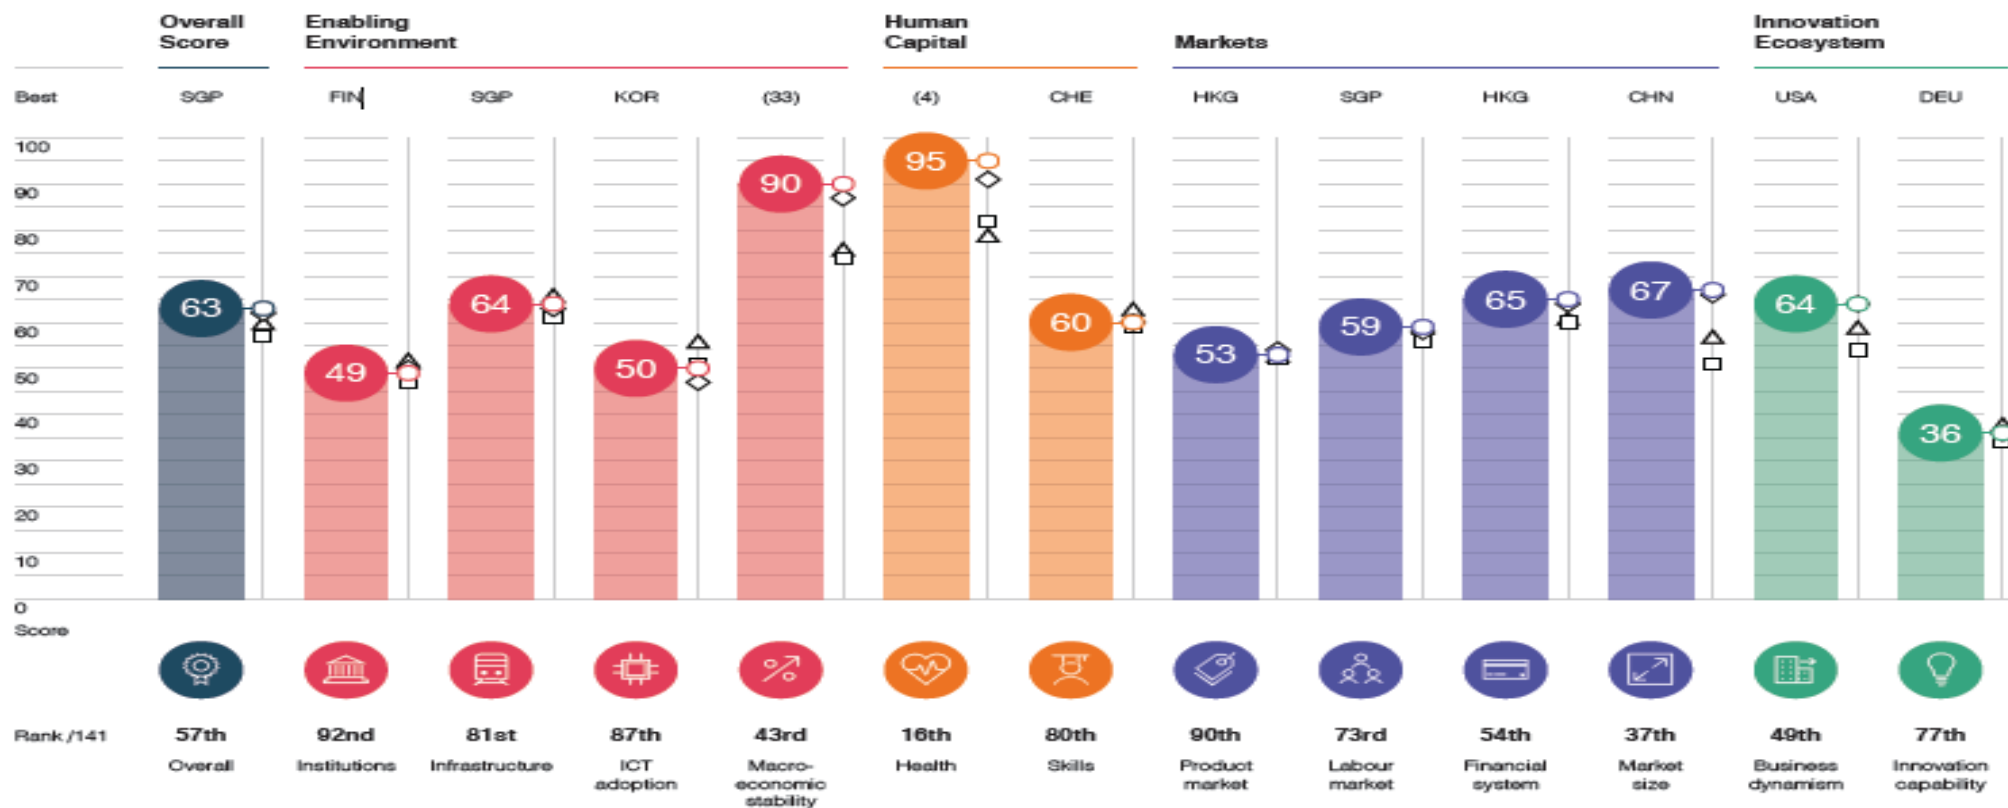 Overall Score
Enabling Environment
Human Capital
Markets
Innovation Ecosystem
Best SGP FIN SGP KOR (33) (4) CHE HKG SGP HKG CHN USA DEU
100
90
80
70
60
50
40
30
20
10
0
63 49 64 50 90 95 60 53 59 65 67 64 36
Score
Rank /141 57th 92nd 81st 87th 43rd 16th 80th 90th 73rd 54th 37th 49th 77th
Overall
Institutions
Infrastructure
ICT adoption
Macro-economic stability
Health
Skills
Product market
Labour market
Financial system
Market size
Business dynamism
Innovation capability